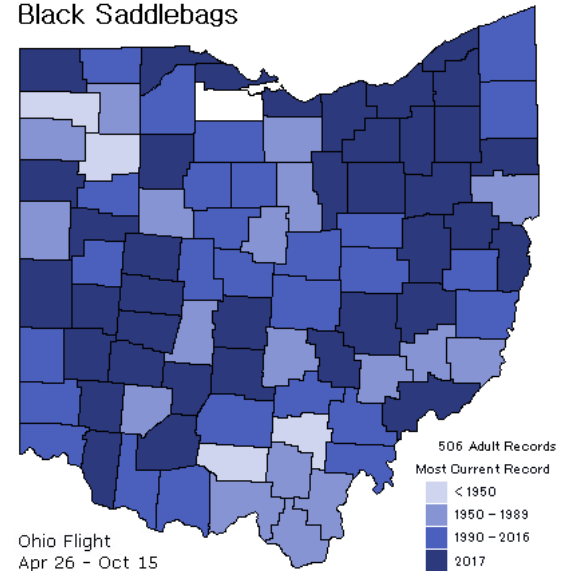 Black Saddlebags
506 Adult Records
Most Current Record
< 1950
1950 - 1989
1990 - 2016
2017
Ohio Flight
Apr 26 - Oct 15